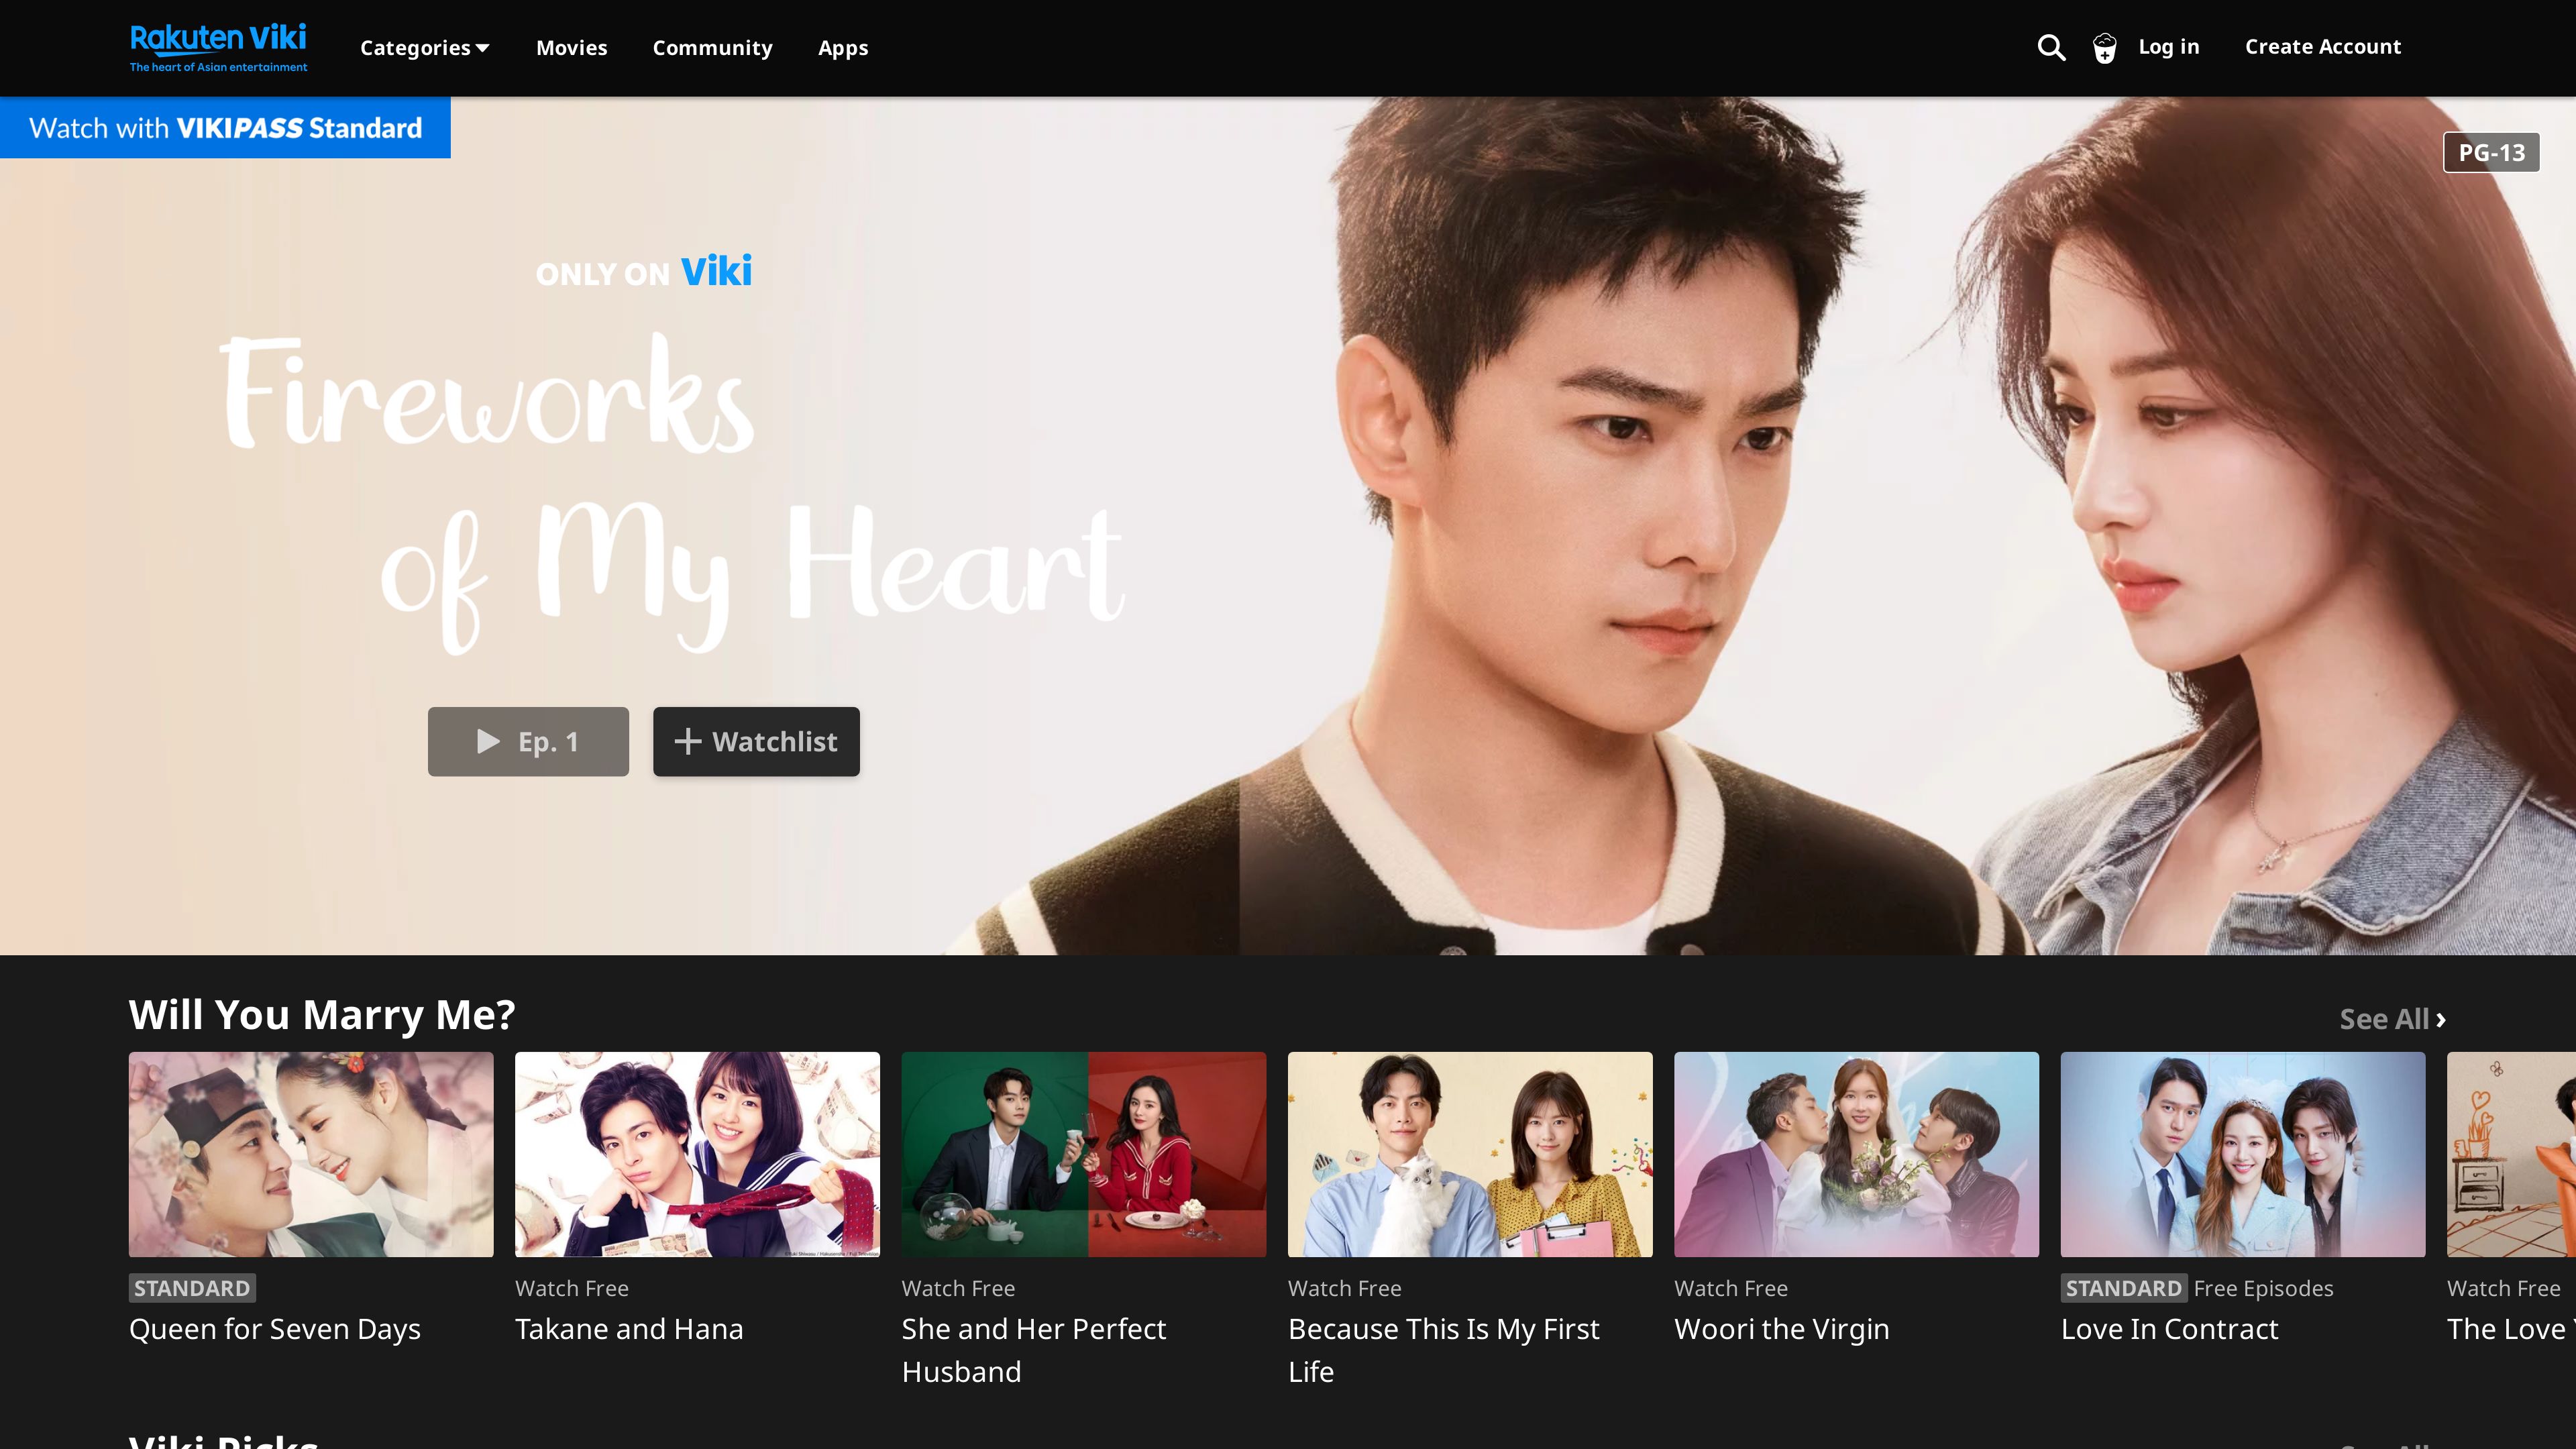 Rakuten Viki
The heart of Asian entertainment
Categories
Movies
Community
Apps
Log in
Create Account
Watch with VIKIPASS Standard
PG-13
ONLY ON Viki
Fireworks
of My Heart
Ep. 1
Watchlist
Will You Marry Me?
See All
STANDARD
Queen for Seven Days
Watch Free
Takane and Hana
Watch Free
She and Her Perfect
Husband
Watch Free
Because This Is My First
Life
Watch Free
Woori the Virgin
STANDARD Free Episodes
Love In Contract
Watch Free
The Love
Viki Picks
See All